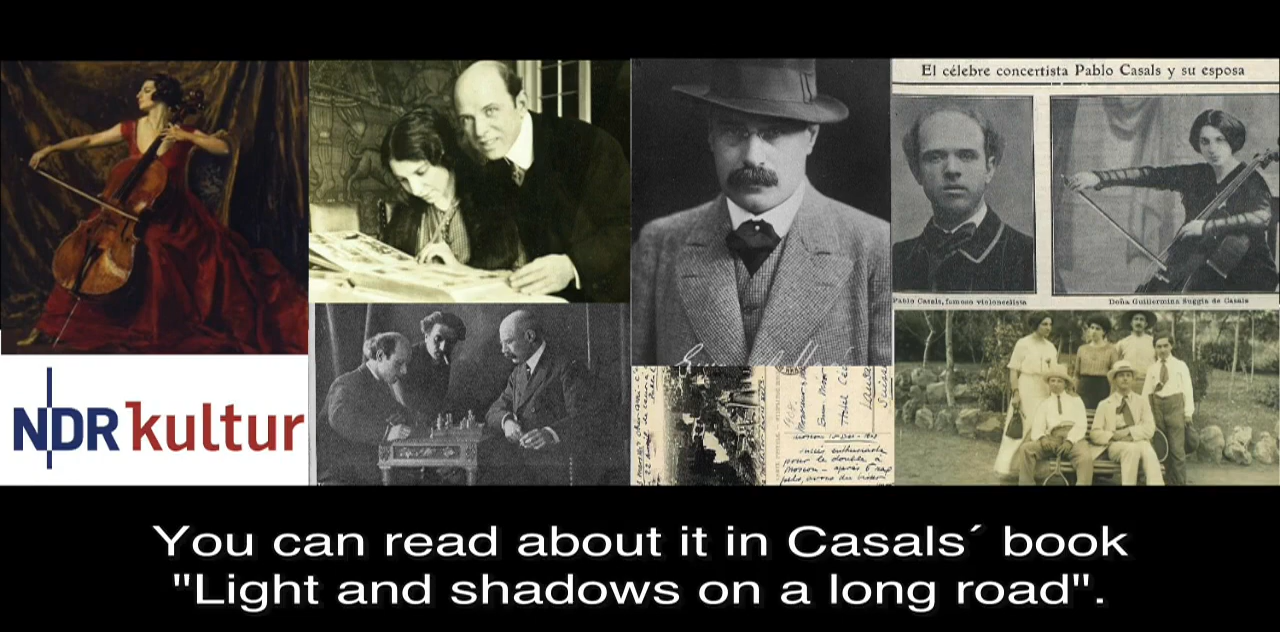 El célebre concertista Pablo Casals y su esposa
Pablo Casals, famoso violoncelista
Doña Guillermina Suggia de Casals
NDR kultur
You can read about it in Casals´ book
"Light and shadows on a long road".